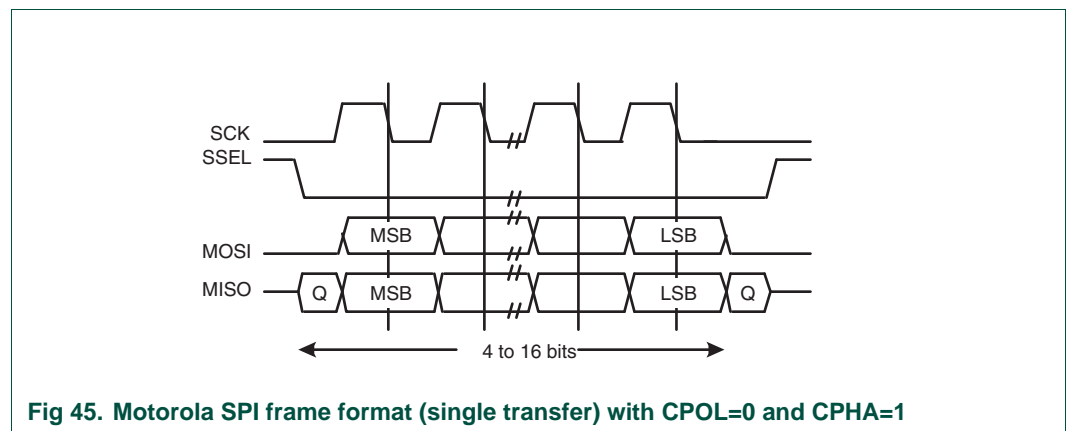 SCK
SSEL
MOSI MSB LSB
MISO Q MSB LSB Q
4 to 16 bits
Fig 45. Motorola SPI frame format (single transfer) with CPOL=0 and CPHA=1